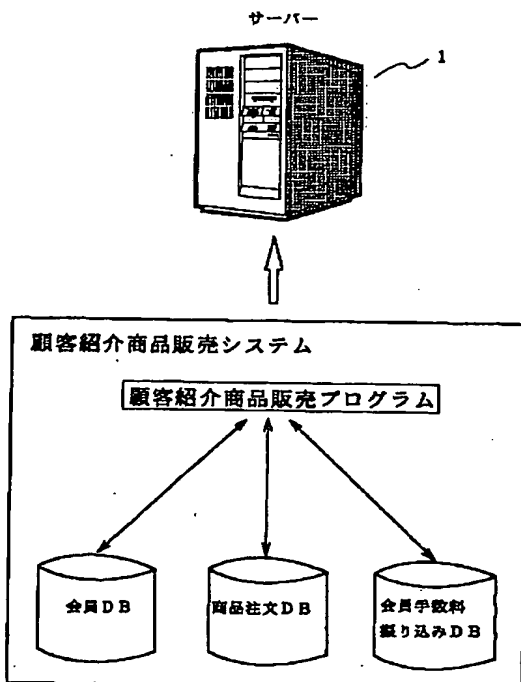 サーバー
1
顧客紹介商品販売システム
顧客紹介商品販売プログラム
会員DB
商品注文DB
会員手数料
振り込みDB